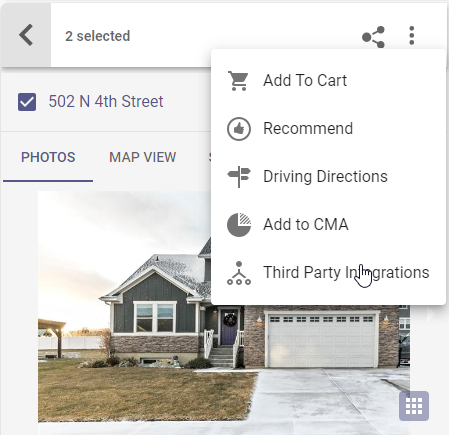 2 selected
502 N 4th Street
PHOTOS MAP VIEW
Add To Cart
Recommend
Driving Directions
Add to CMA
Third Party Integrations